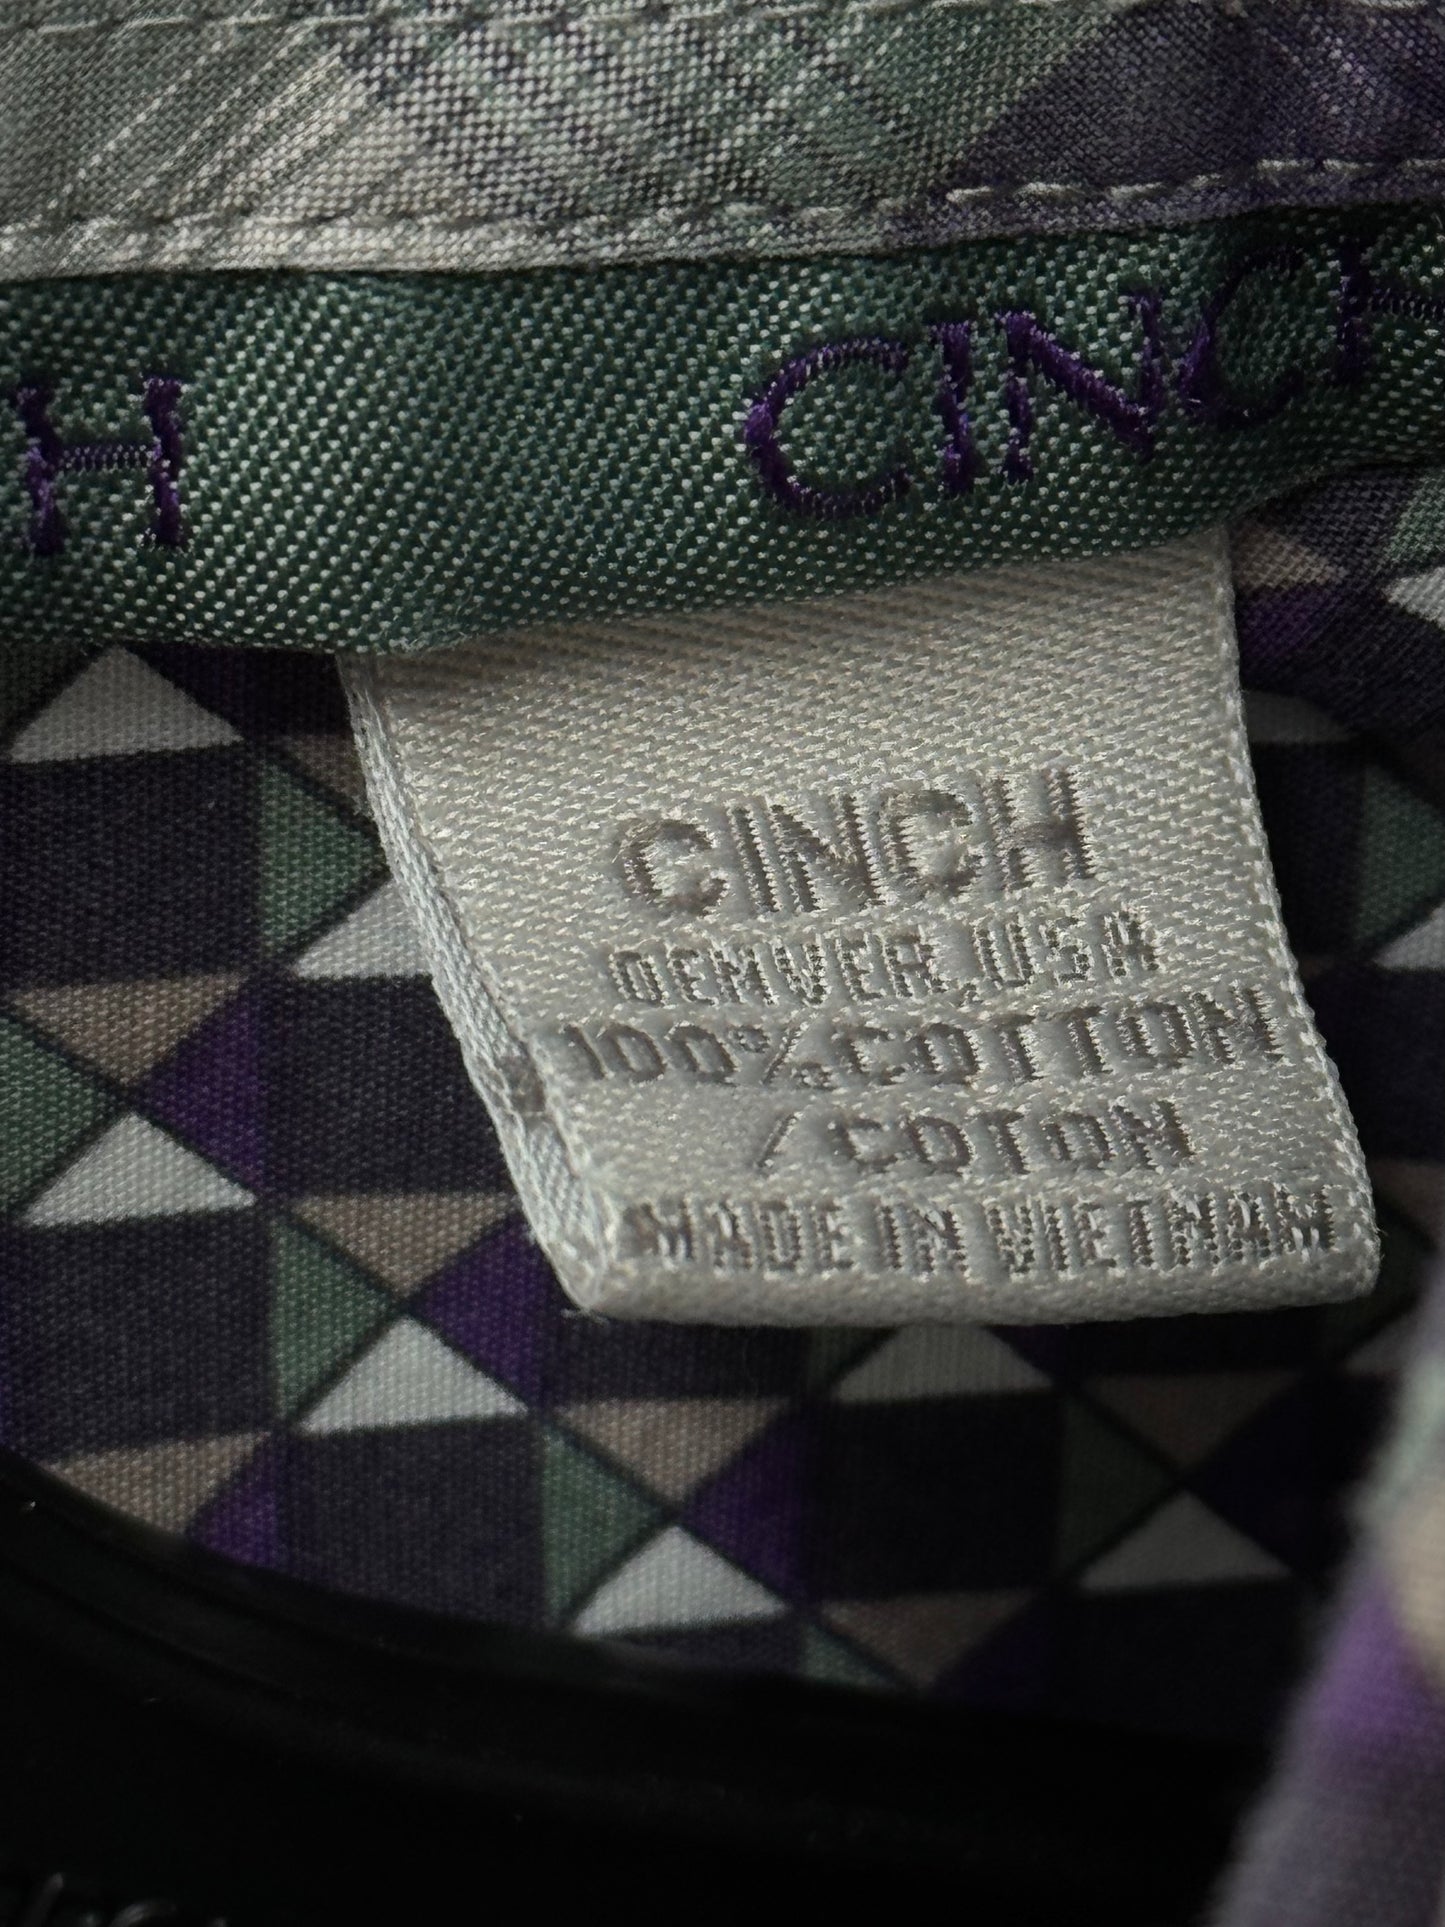 H CINCH
CINCH
DENVER, USA
100% COTTON
/ COTON
MADE IN VIETNAM